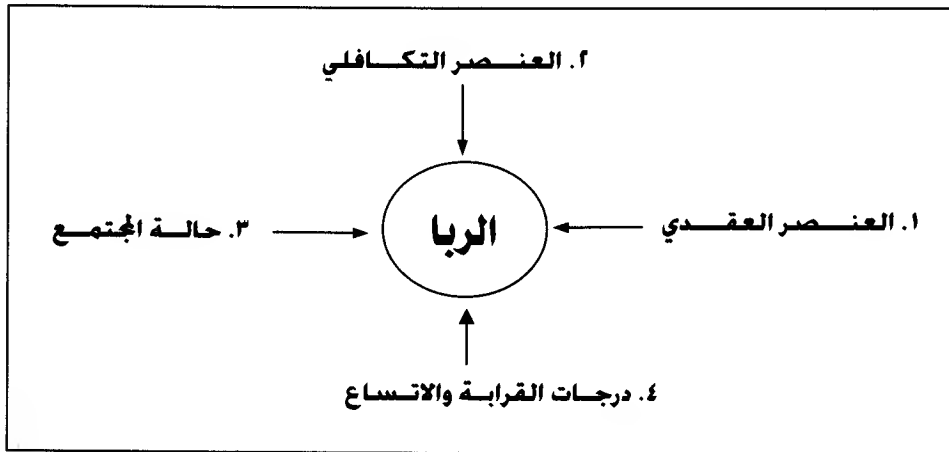 ٢. العنصر التكافلي
١. العنصر العقدي
الربا
٣. حالة المجتمع
٤. درجات القرابة والاتساع